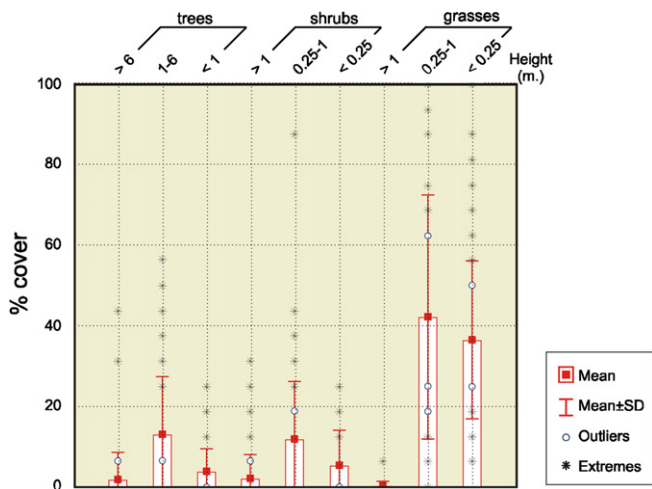 trees shrubs grasses
> 6 1-6 < 1 > 1 0.25-1 < 0.25 > 1 0.25-1 < 0.25 Height
(m.)
100
80
60
40
20
0
% cover
Mean
Mean±SD
Outliers
Extremes